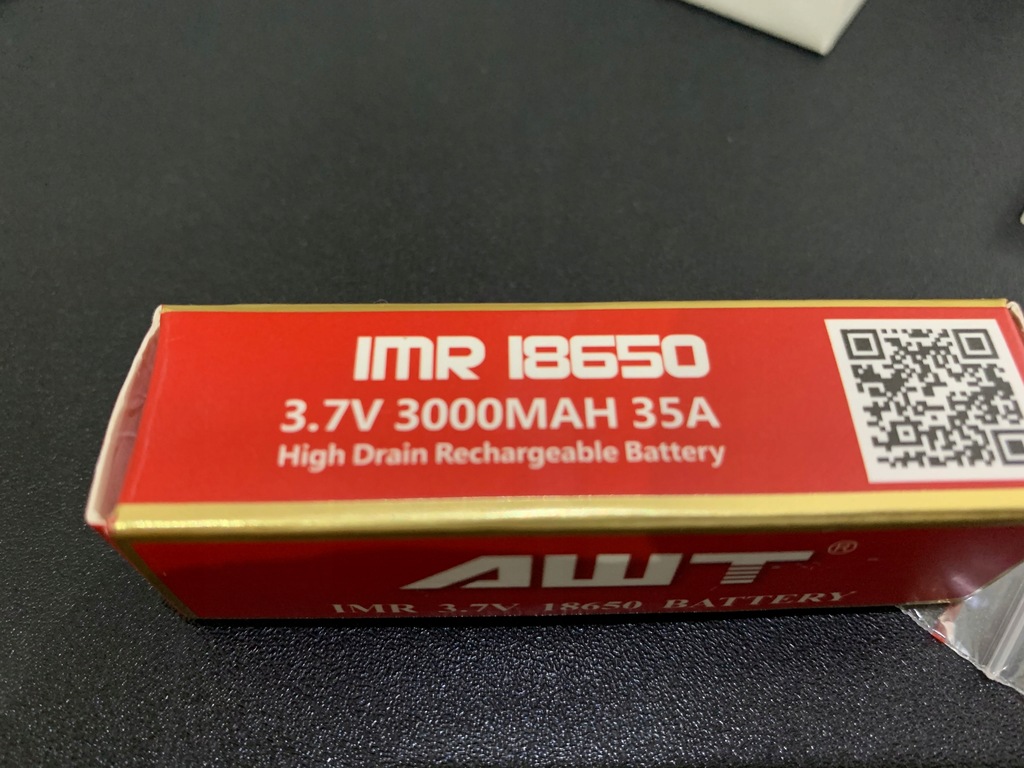 IMR 18650
3.7V 3000MAH 35A
High Drain Rechargeable Battery
AWT®
IMR 3.7V 18650 BATTERY